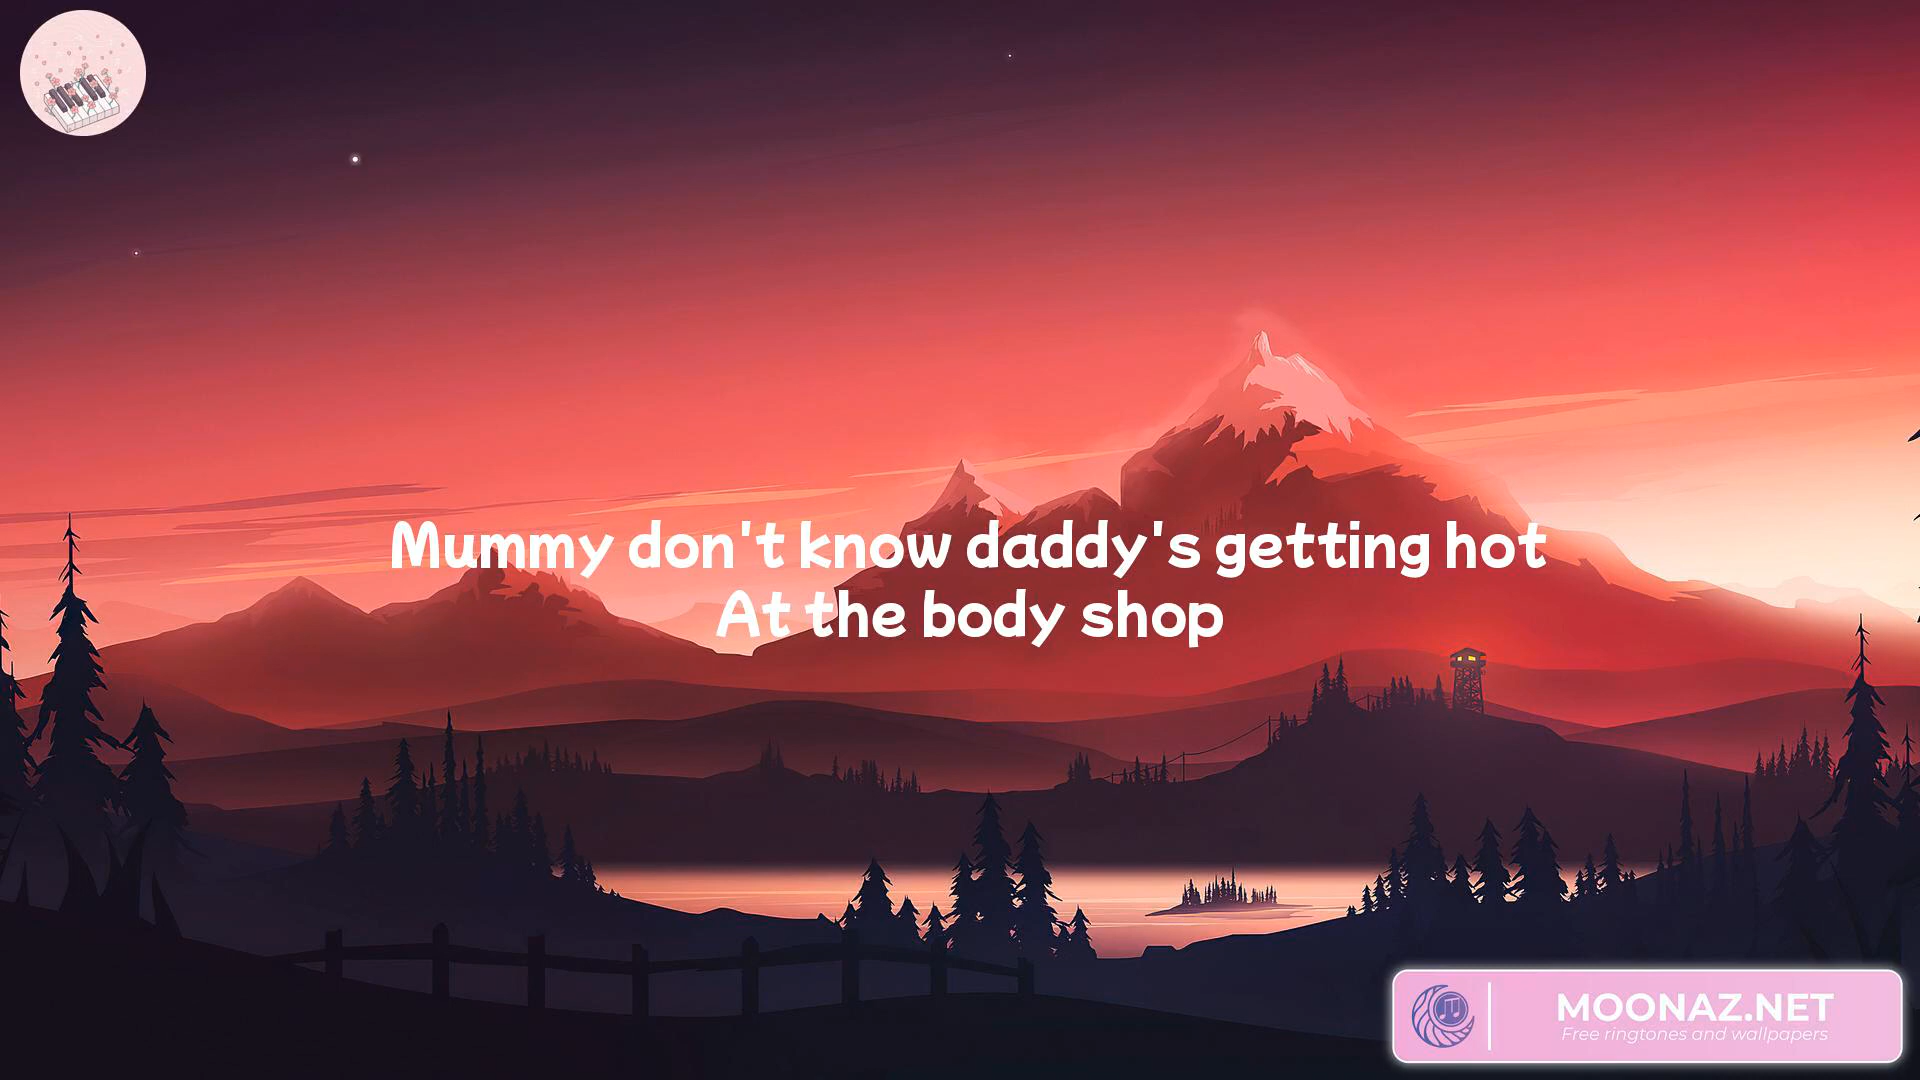 Mummy don't know daddy's getting hot
At the body shop
MOONAZ.NET
Free ringtones and wallpapers